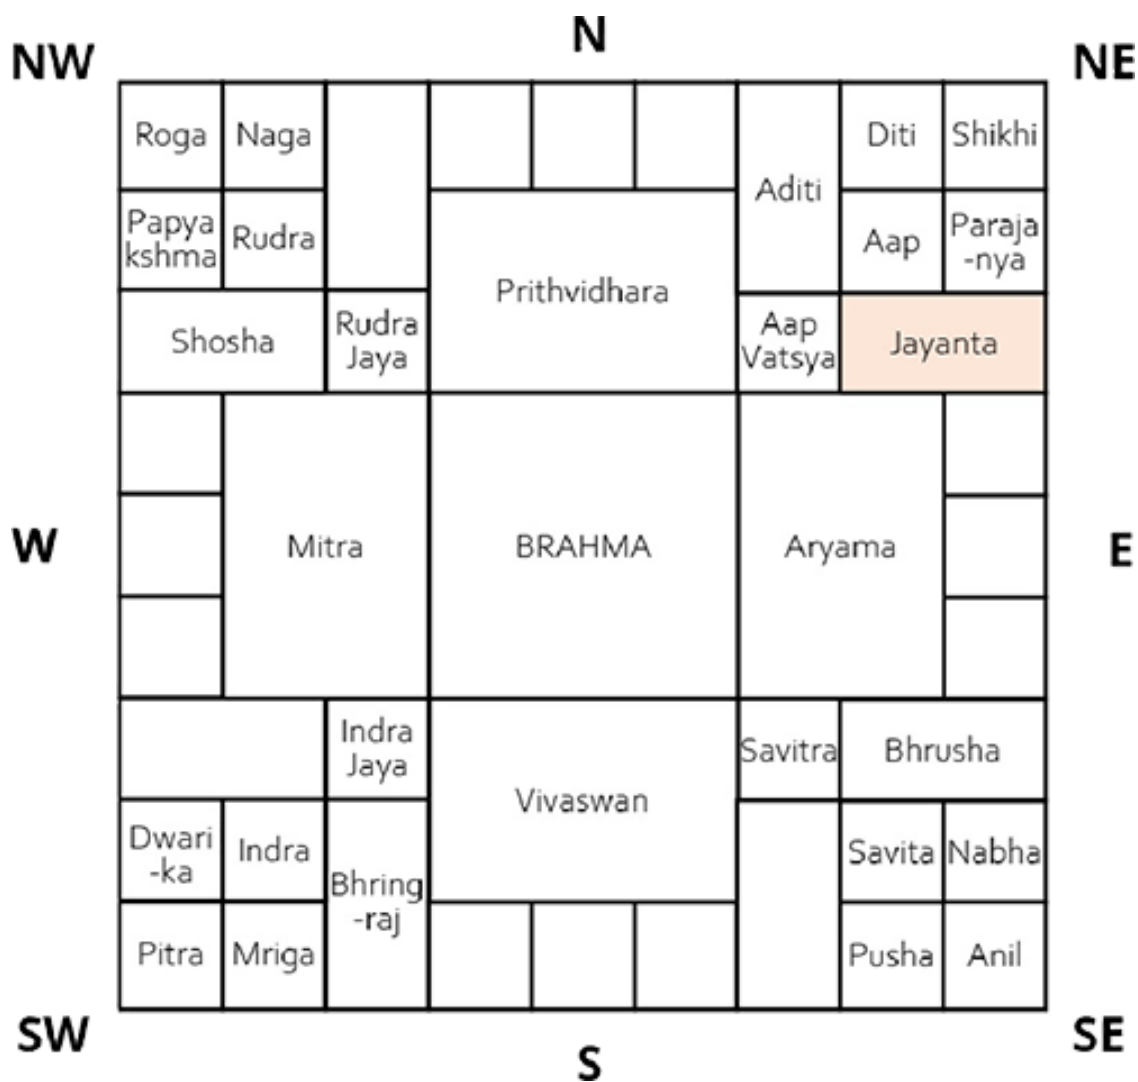 N
NW
NE
Roga
Naga
Aditi
Diti
Shikhi
Papya
kshma
Rudra
Prithvidhara
Aap
Paraja
-nya
Shosha
Rudra
Jaya
Aap
Vatsya
Jayanta
W
Mitra
BRAHMA
Aryama
E
Indra
Jaya
Vivaswan
Savitra
Bhrusha
Dwari
-ka
Indra
Bhring
-raj
Savita
Nabha
Pitra
Mriga
Pusha
Anil
SW
S
SE